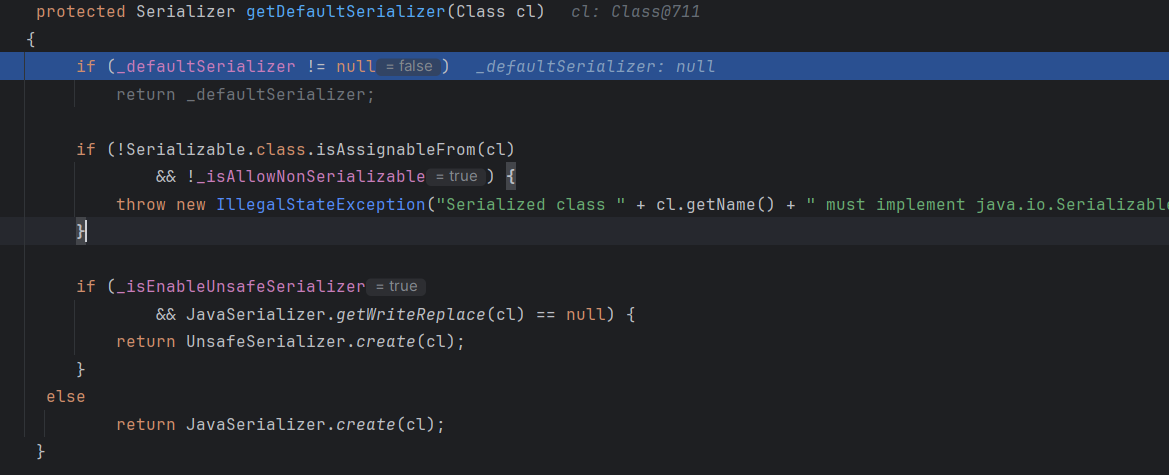 protected Serializer getDefaultSerializer(Class cl)   cl: Class@711
{
if (_defaultSerializer != null = false )   _defaultSerializer: null
return _defaultSerializer;
if (!Serializable.class.isAssignableFrom(cl)
&& !_isAllowNonSerializable = true ) {
throw new IllegalStateException("Serialized class " + cl.getName() + " must implement java.io.Serializable
}
if (_isEnableUnsafeSerializer = true
&& JavaSerializer.getWriteReplace(cl) == null) {
return UnsafeSerializer.create(cl);
}
else
return JavaSerializer.create(cl);
}